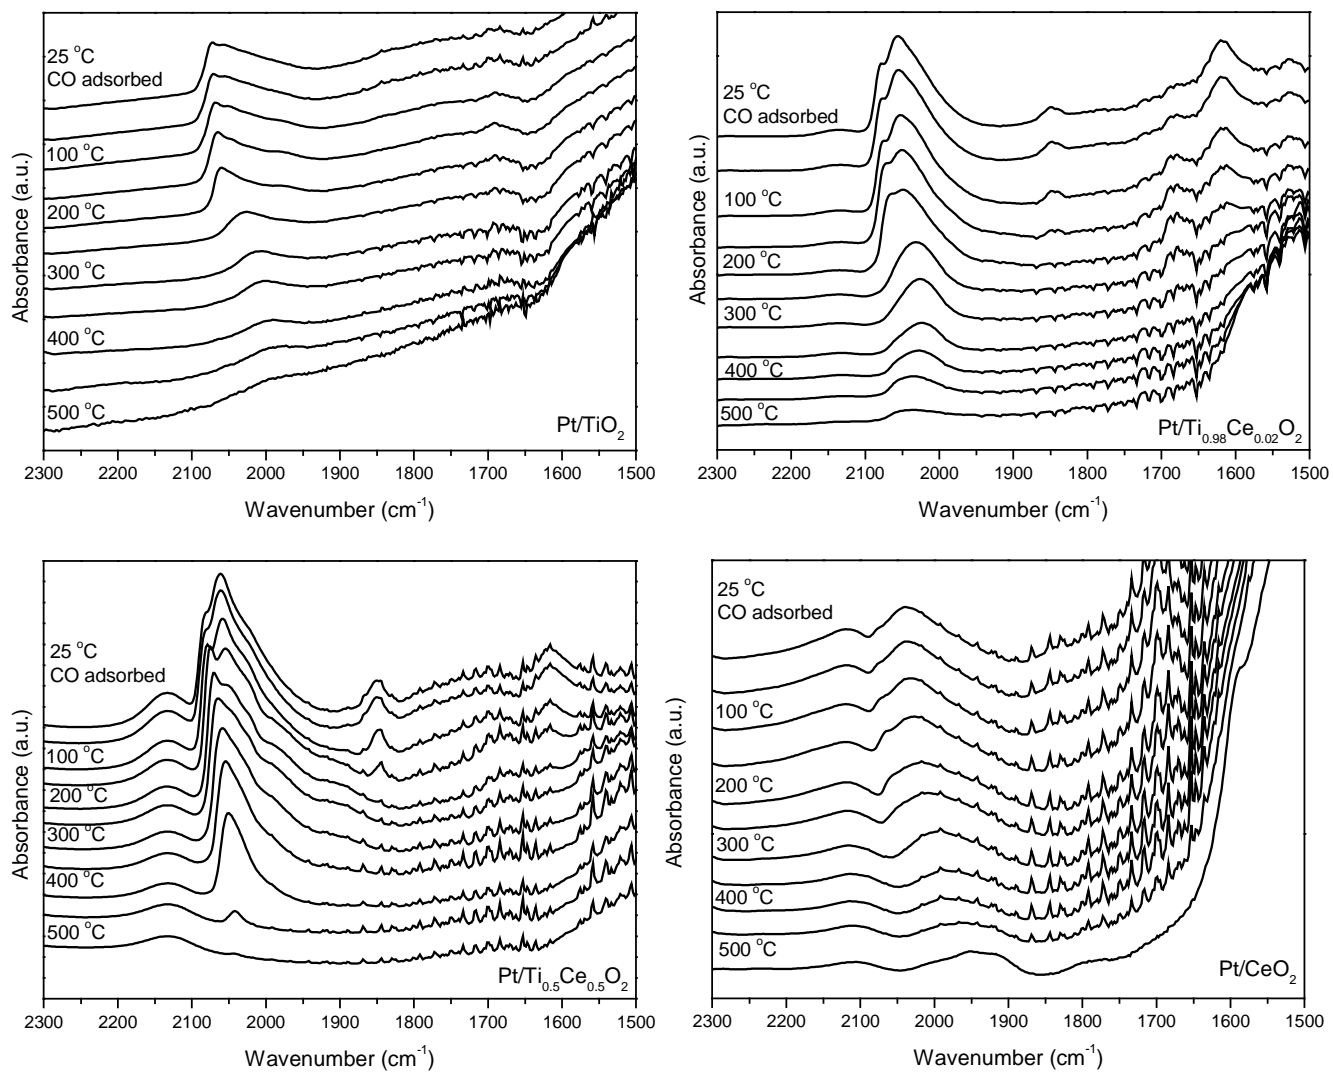 25 °C
CO adsorbed
100 °C
200 °C
300 °C
400 °C
500 °C
Pt/TiO2
Absorbance (a.u.)
2300 2200 2100 2000 1900 1800 1700 1600 1500
Wavenumber (cm-1)
25 °C
CO adsorbed
100 °C
200 °C
300 °C
400 °C
500 °C
Pt/Ti0.98Ce0.02O2
Absorbance (a.u.)
2300 2200 2100 2000 1900 1800 1700 1600 1500
Wavenumber (cm-1)
25 °C
CO adsorbed
100 °C
200 °C
300 °C
400 °C
500 °C
Pt/Ti0.5Ce0.5O2
Absorbance (a.u.)
2300 2200 2100 2000 1900 1800 1700 1600 1500
Wavenumber (cm-1)
25 °C
CO adsorbed
100 °C
200 °C
300 °C
400 °C
500 °C
Pt/CeO2
Absorbance (a.u.)
2300 2200 2100 2000 1900 1800 1700 1600 1500
Wavenumber (cm-1)